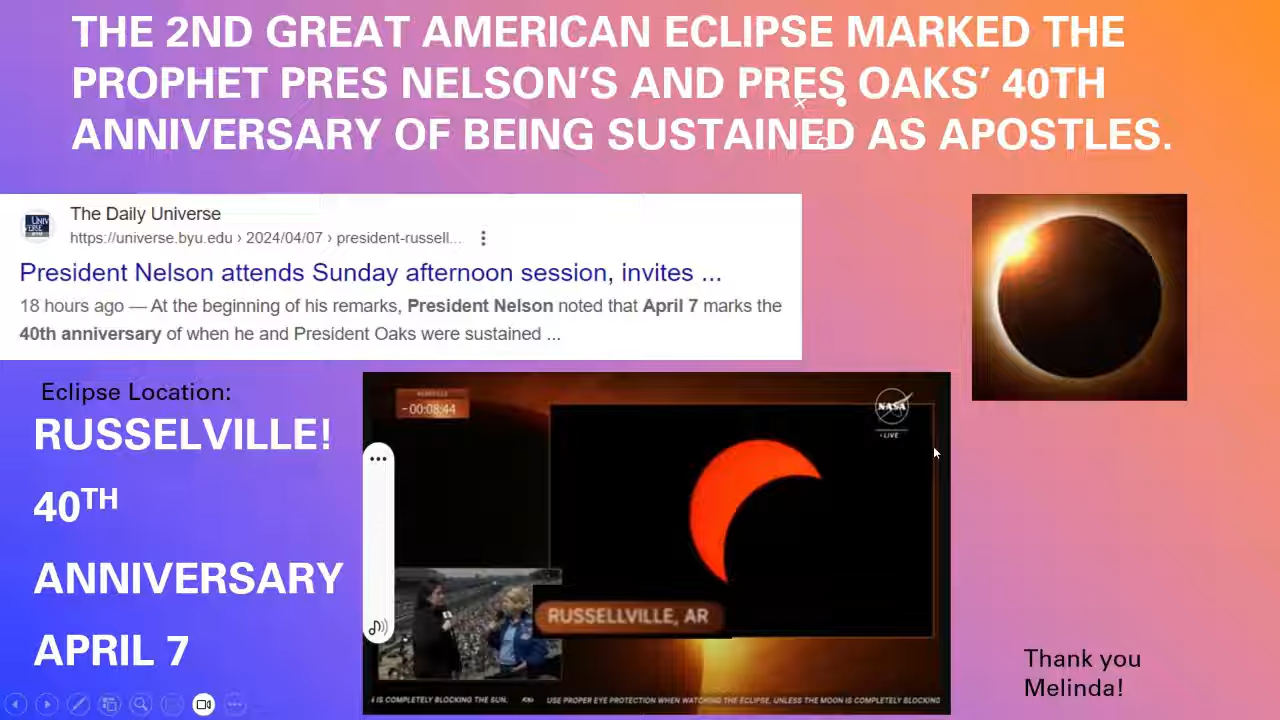 THE 2ND GREAT AMERICAN ECLIPSE MARKED THE
PROPHET PRES NELSON'S AND PRES OAKS' 40TH
ANNIVERSARY OF BEING SUSTAINED AS APOSTLES.
The Daily Universe
https://universe.byu.edu › 2024/04/07 › president-russell...
President Nelson attends Sunday afternoon session, invites ...
18 hours ago — At the beginning of his remarks, President Nelson noted that April 7 marks the
40th anniversary of when he and President Oaks were sustained ...
Eclipse Location:
RUSSELVILLE!
40TH
ANNIVERSARY
APRIL 7
-00:08:44
NASA
LIVE
RUSSELLVILLE, AR
IS COMPLETELY BLOCKING THE SUN. USE PROPER EYE PROTECTION WHEN WATCHING THE ECLIPSE, UNLESS THE MOON IS COMPLETELY BLOCKING
Thank you
Melinda!